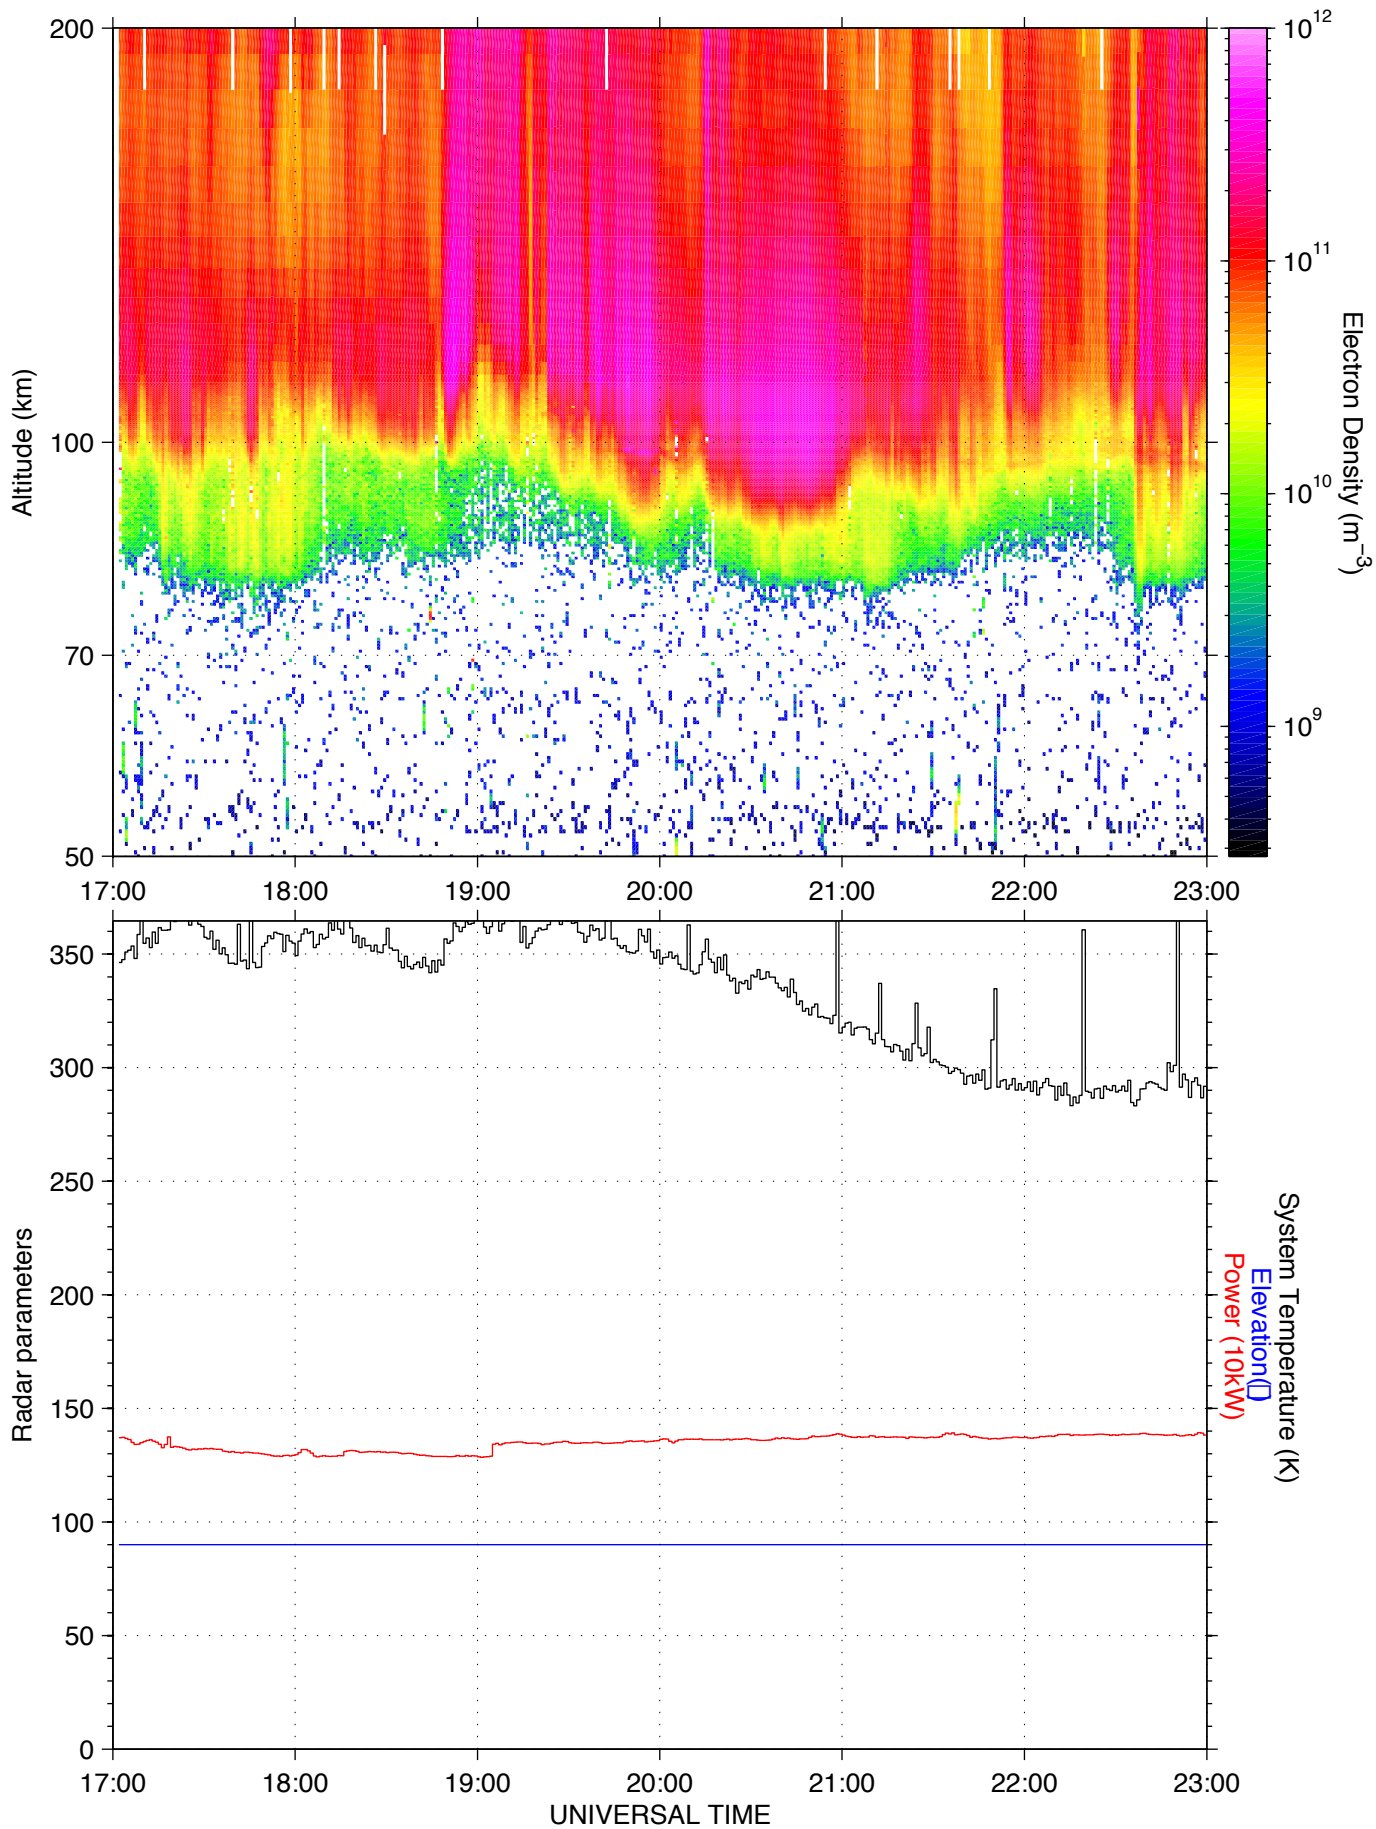 200
100
70
50
Altitude (km)
17:00 18:00 19:00 20:00 21:00 22:00 23:00
10¹²
10¹¹
10¹⁰
10⁹
Electron Density (m⁻³)
350
300
250
200
150
100
50
0
Radar parameters
17:00 18:00 19:00 20:00 21:00 22:00 23:00
UNIVERSAL TIME
System Temperature (K)
Elevation(▯)
Power (10kW)